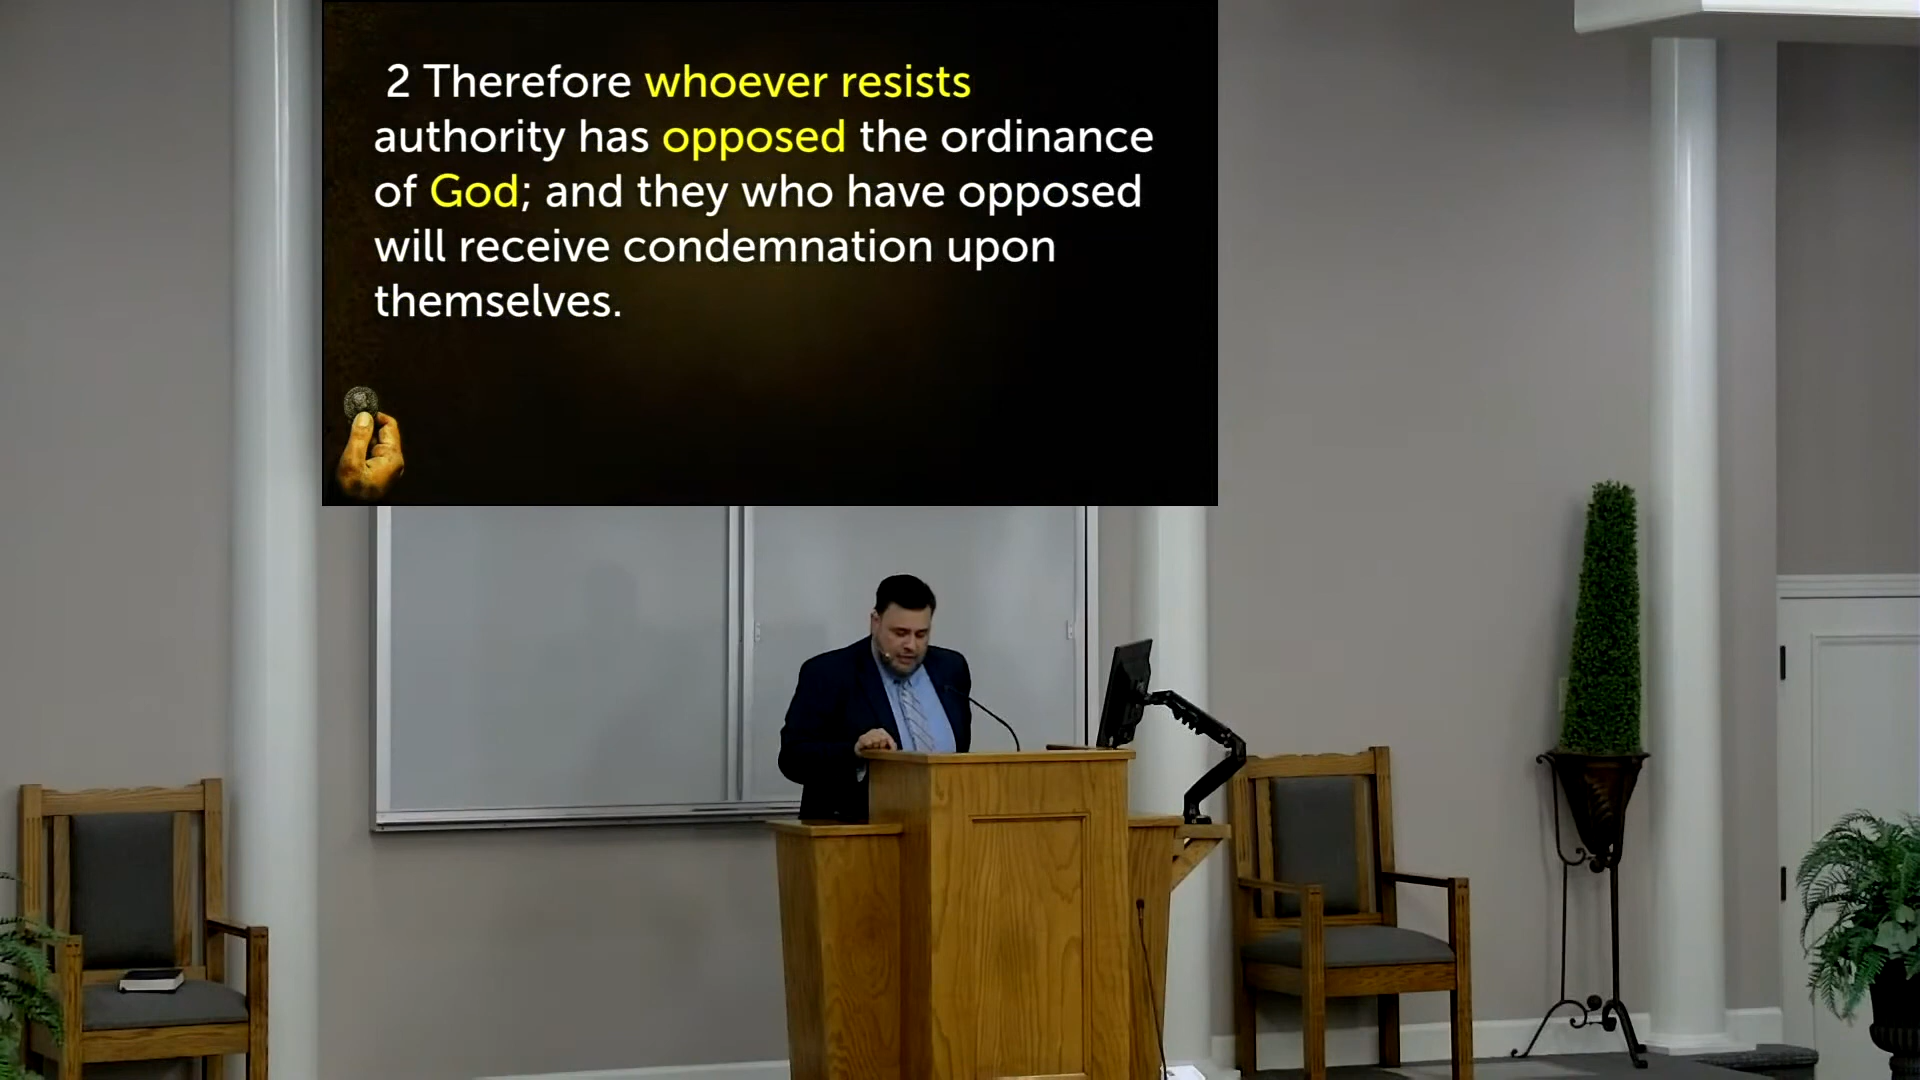 2 Therefore whoever resists
authority has opposed the ordinance
of God; and they who have opposed
will receive condemnation upon
themselves.